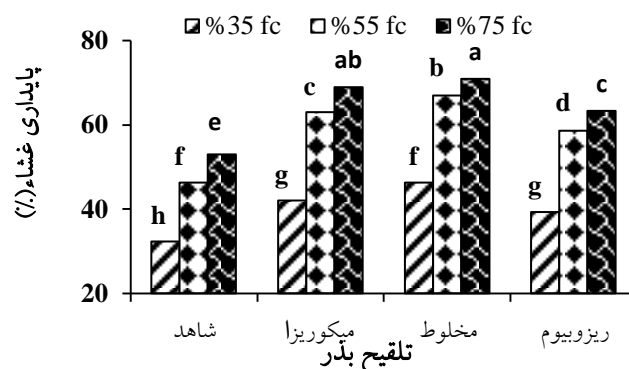 %35 fc %55 fc %75 fc
پایداری غشاء(٪)
80
60
40
20
h f e
g c ab
f b a
g d c
شاهد میکوریزا مخلوط ریزوبیوم
تلقیح بذر